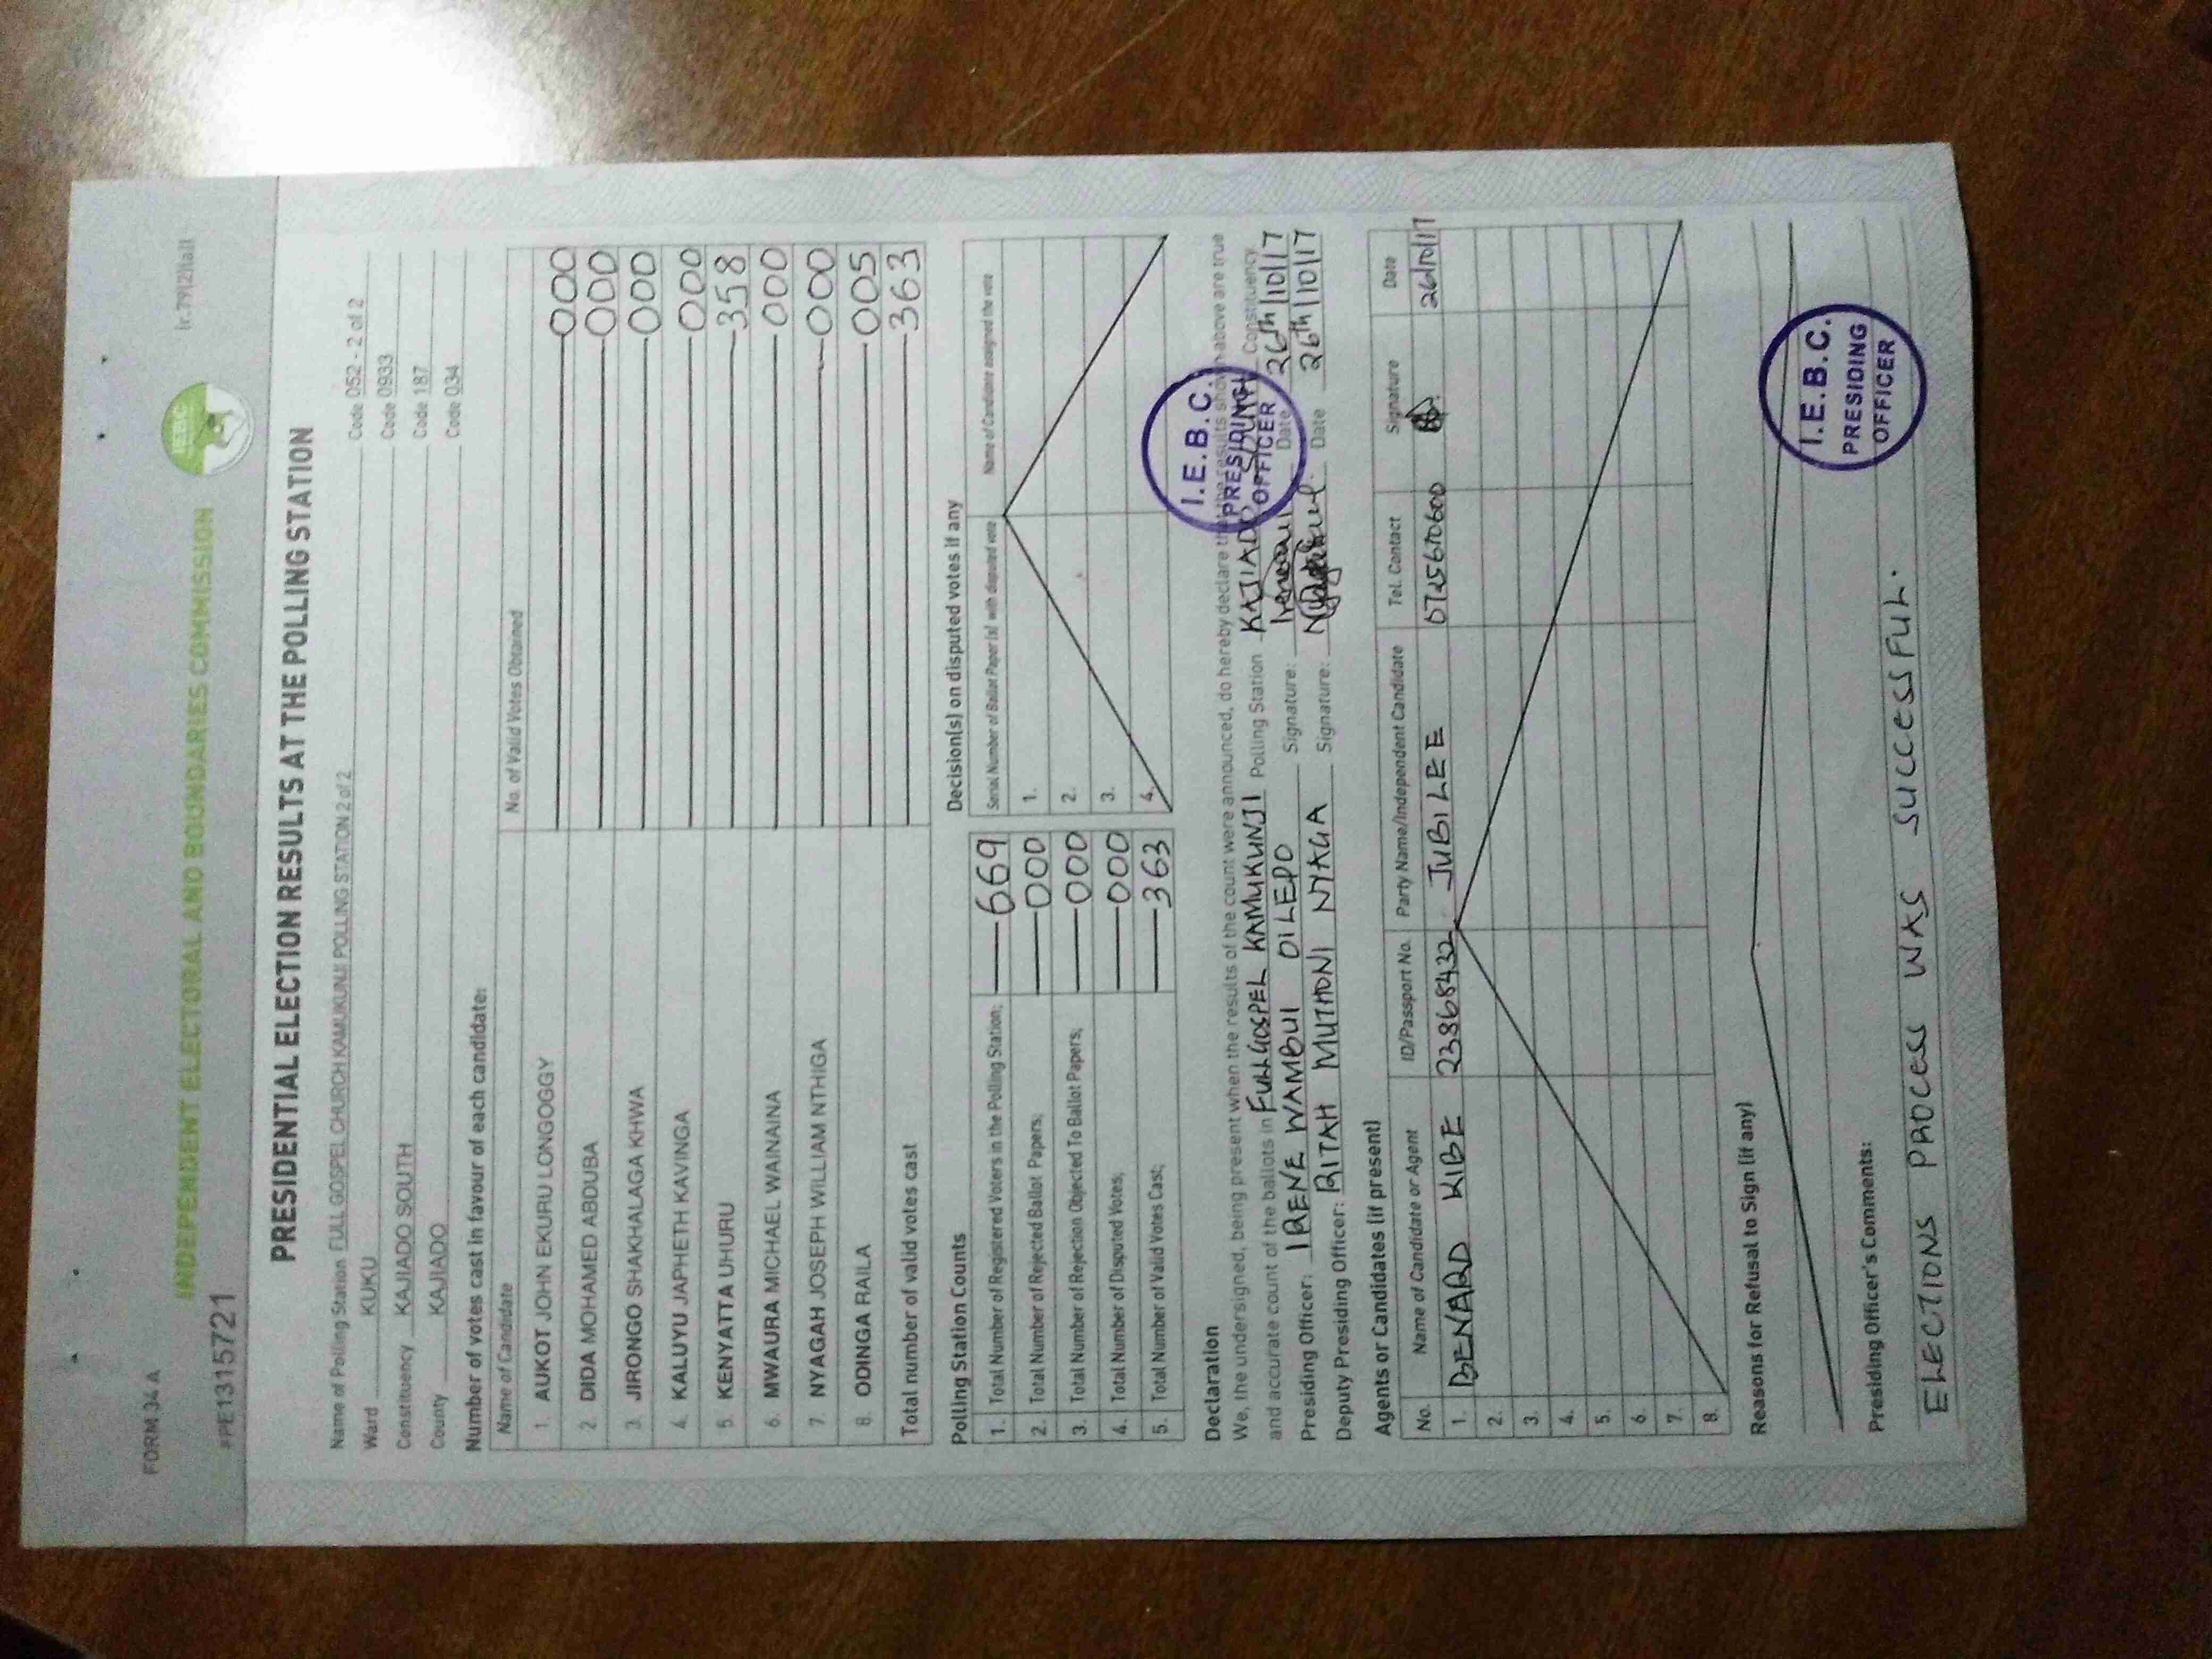 FORM 34 A
INDEPENDENT ELECTORAL AND BOUNDARIES COMMISSION
IEBC
#PE1315721
PRESIDENTIAL ELECTION RESULTS AT THE POLLING STATION
Name of Polling Station FULL GOSPEL CHURCH KAMUKUNJI POLLING STATION 2 of 2 Code 052 - 2 of 2
Ward KUKU Code 0933
Constituency KAJIADO SOUTH Code 187
County KAJIADO Code 034
Number of votes cast in favour of each candidate:
Name of Candidate No. of Valid Votes Obtained
1. AUKOT JOHN EKURU LONGOGGY 000
2. DIDA MOHAMED ABDUBA 000
3. JIRONGO SHAKHALAGA KHWA 000
4. KALUYU JAPHETH KAVINGA 000
5. KENYATTA UHURU 358
6. MWAURA MICHAEL WAINAINA 000
7. NYAGAH JOSEPH WILLIAM NTHIGA 000
8. ODINGA RAILA 005
Total number of valid votes cast 363
Polling Station Counts
1. Total Number of Registered Voters in the Polling Station; 669
2. Total Number of Rejected Ballot Papers; 000
3. Total Number of Rejection Objected To Ballot Papers; 000
4. Total Number of Disputed Votes; 000
5. Total Number of Valid Votes Cast; 363
Decision(s) on disputed votes if any
Serial Number of Ballot Paper (s) with disputed vote Name of Candidate assigned the vote
1.
2.
3.
4.
Declaration
We, the undersigned, being present when the results of the count were announced, do hereby declare that the results shown above are true
and accurate count of the ballots in FULL GOSPEL KAMUKUNJI Polling Station KAJIADO SOUTH Constituency
Presiding Officer: IRENE WAMBUI OILEPO Signature: Date 26th/10/17
Deputy Presiding Officer: RITAH MUTHONI NYAGA Signature: Date 26th/10/17
I.E.B.C.
PRESIDING
OFFICER
Agents or Candidates (if present)
No. Name of Candidate or Agent ID/Passport No. Party Name/Independent Candidate Tel. Contact Signature Date
1. BENARD KIBE 23868432 JUBILEE 0725670600 26/10/17
2.
3.
4.
5.
6.
7.
8.
Reasons for Refusal to Sign (if any)
I.E.B.C.
PRESIDING
OFFICER
Presiding Officer's Comments:
ELECTIONS PROCESS WAS SUCCESSFUL.